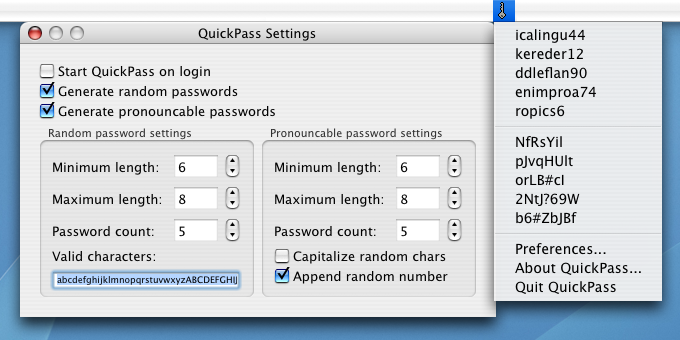 QuickPass Settings
Start QuickPass on login
Generate random passwords
Generate pronouncable passwords
Random password settings
Minimum length: 6
Maximum length: 8
Password count: 5
Valid characters:
abcdefghijklmnopqrstuvwxyzABCDEFGHIJ
Pronouncable password settings
Minimum length: 6
Maximum length: 8
Password count: 5
Capitalize random chars
Append random number
icalingu44
kereder12
ddleflan90
enimproa74
ropics6
NfRsYil
pJvqHUlt
orLB#cI
2NtJ?69W
b6#ZbJBf
Preferences...
About QuickPass...
Quit QuickPass